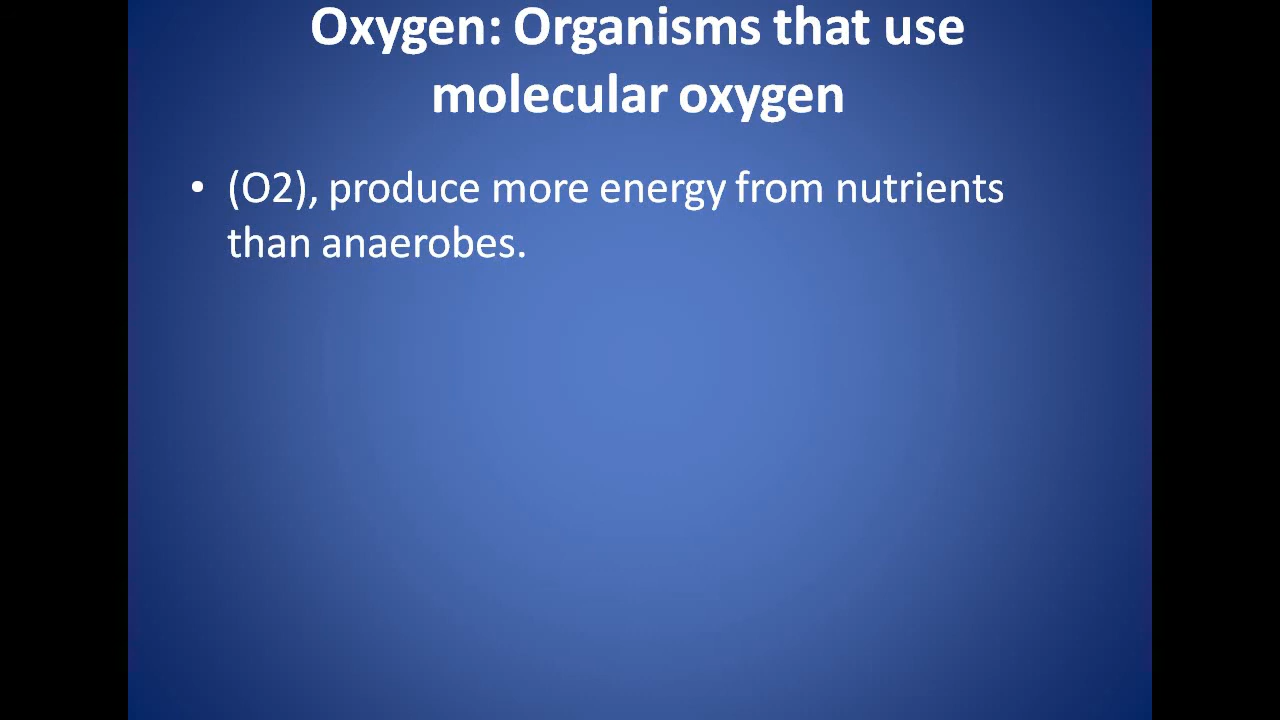 Oxygen: Organisms that use
molecular oxygen
• (O2), produce more energy from nutrients
than anaerobes.